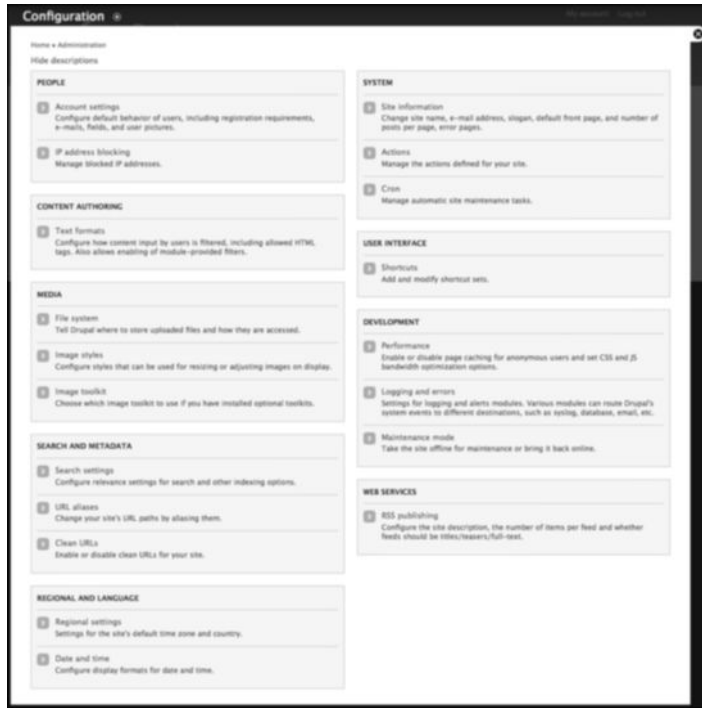 Configuration
My account Log out
Home » Administration
Hide descriptions
PEOPLE
Account settings
Configure default behavior of users, including registration requirements,
e-mails, fields, and user pictures.
IP address blocking
Manage blocked IP addresses.
CONTENT AUTHORING
Text formats
Configure how content input by users is filtered, including allowed HTML
tags. Also allows enabling of module-provided filters.
MEDIA
File system
Tell Drupal where to store uploaded files and how they are accessed.
Image styles
Configure styles that can be used for resizing or adjusting images on display.
Image toolkit
Choose which image toolkit to use if you have installed optional toolkits.
SEARCH AND METADATA
Search settings
Configure relevance settings for search and other indexing options.
URL aliases
Change your site's URL paths by aliasing them.
Clean URLs
Enable or disable clean URLs for your site.
REGIONAL AND LANGUAGE
Regional settings
Settings for the site's default time zone and country.
Date and time
Configure display formats for date and time.
SYSTEM
Site information
Change site name, e-mail address, slogan, default front page, and number of
posts per page, error pages.
Actions
Manage the actions defined for your site.
Cron
Manage automatic site maintenance tasks.
USER INTERFACE
Shortcuts
Add and modify shortcut sets.
DEVELOPMENT
Performance
Enable or disable page caching for anonymous users and set CSS and JS
bandwidth optimization options.
Logging and errors
Settings for logging and alerts modules. Various modules can route Drupal's
system events to different destinations, such as syslog, database, email, etc.
Maintenance mode
Take the site offline for maintenance or bring it back online.
WEB SERVICES
RSS publishing
Configure the site description, the number of items per feed and whether
feeds should be titles/teasers/full-text.